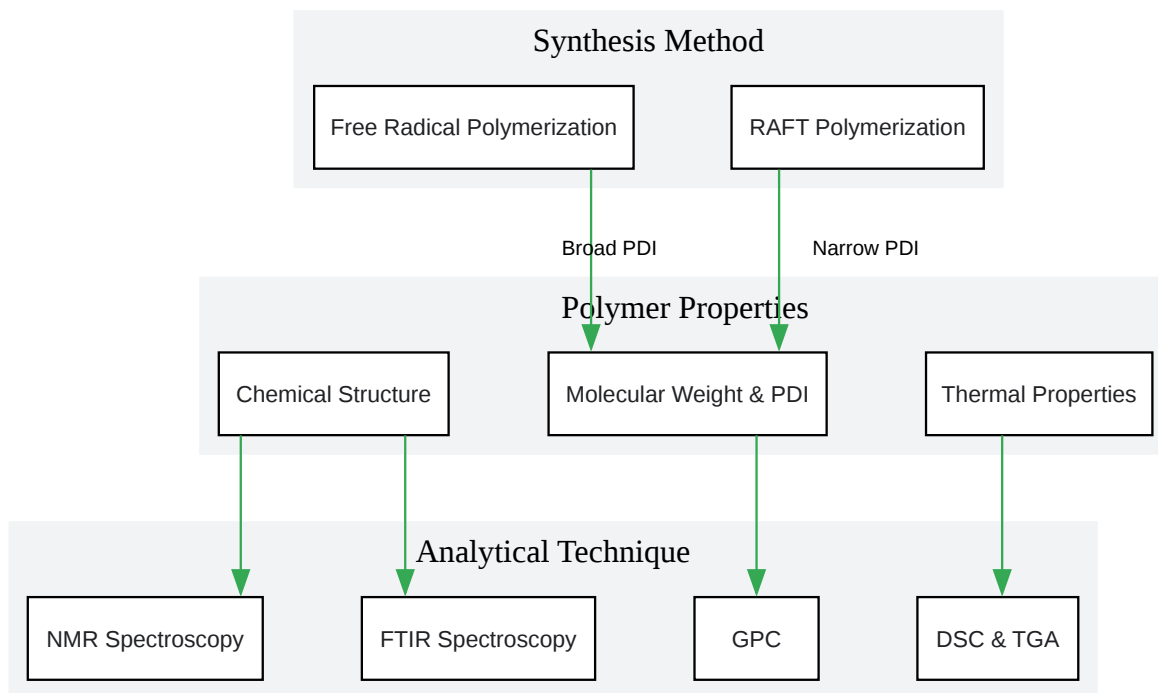 Synthesis Method
Free Radical Polymerization
RAFT Polymerization
Broad PDI
Narrow PDI
Polymer Properties
Chemical Structure
Molecular Weight & PDI
Thermal Properties
Analytical Technique
NMR Spectroscopy
FTIR Spectroscopy
GPC
DSC & TGA